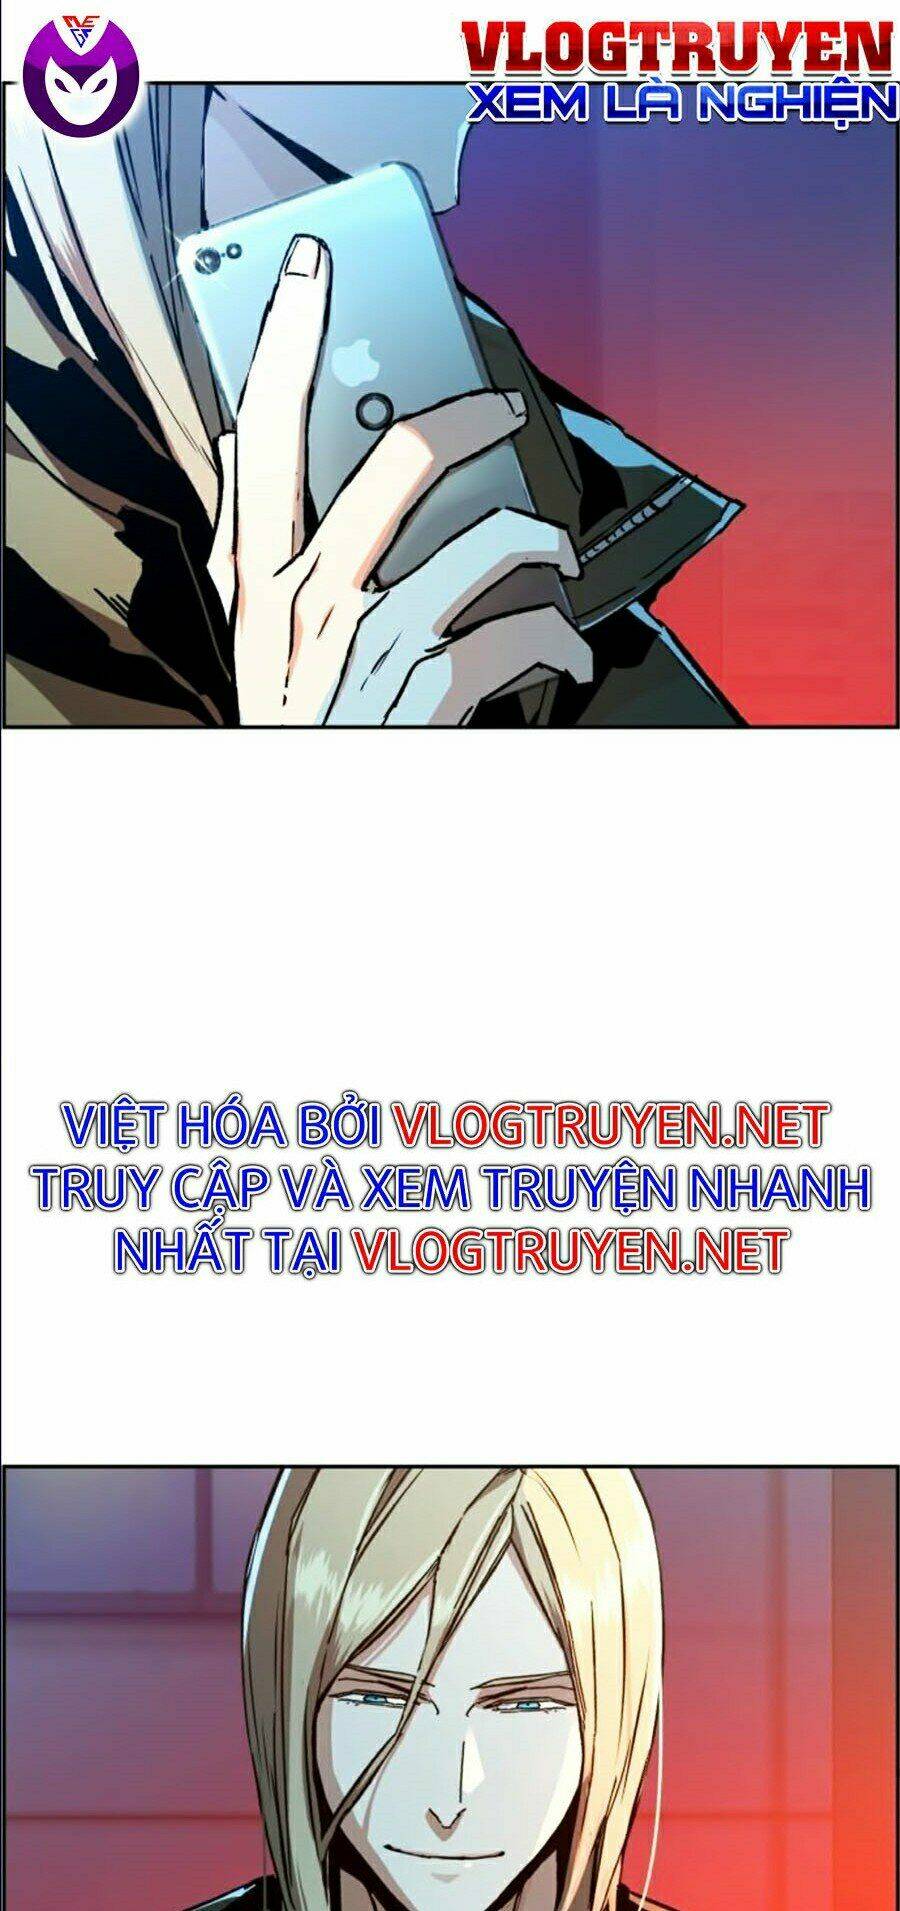 VLOGTRUYEN
XEM LÀ NGHIỆN
VIỆT HÓA BỞI VLOGTRUYEN.NET
TRUY CẬP VÀ XEM TRUYỆN NHANH
NHẤT TẠI VLOGTRUYEN.NET